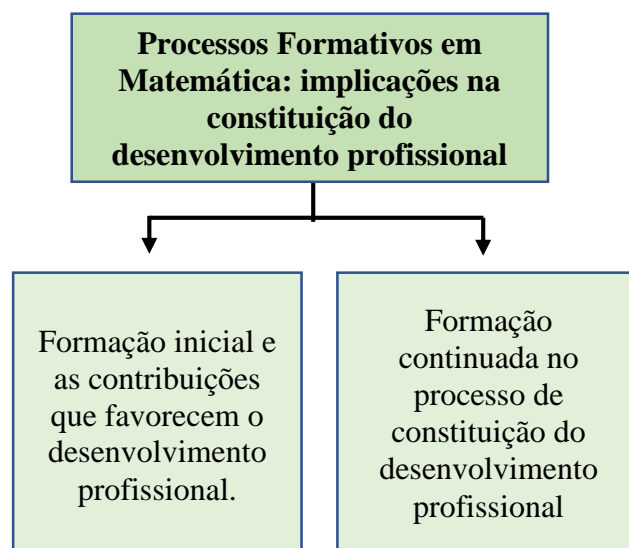 Processos Formativos em
Matemática: implicações na
constituição do
desenvolvimento profissional
Formação inicial e
as contribuições
que favorecem o
desenvolvimento
profissional.
Formação
continuada no
processo de
constituição do
desenvolvimento
profissional